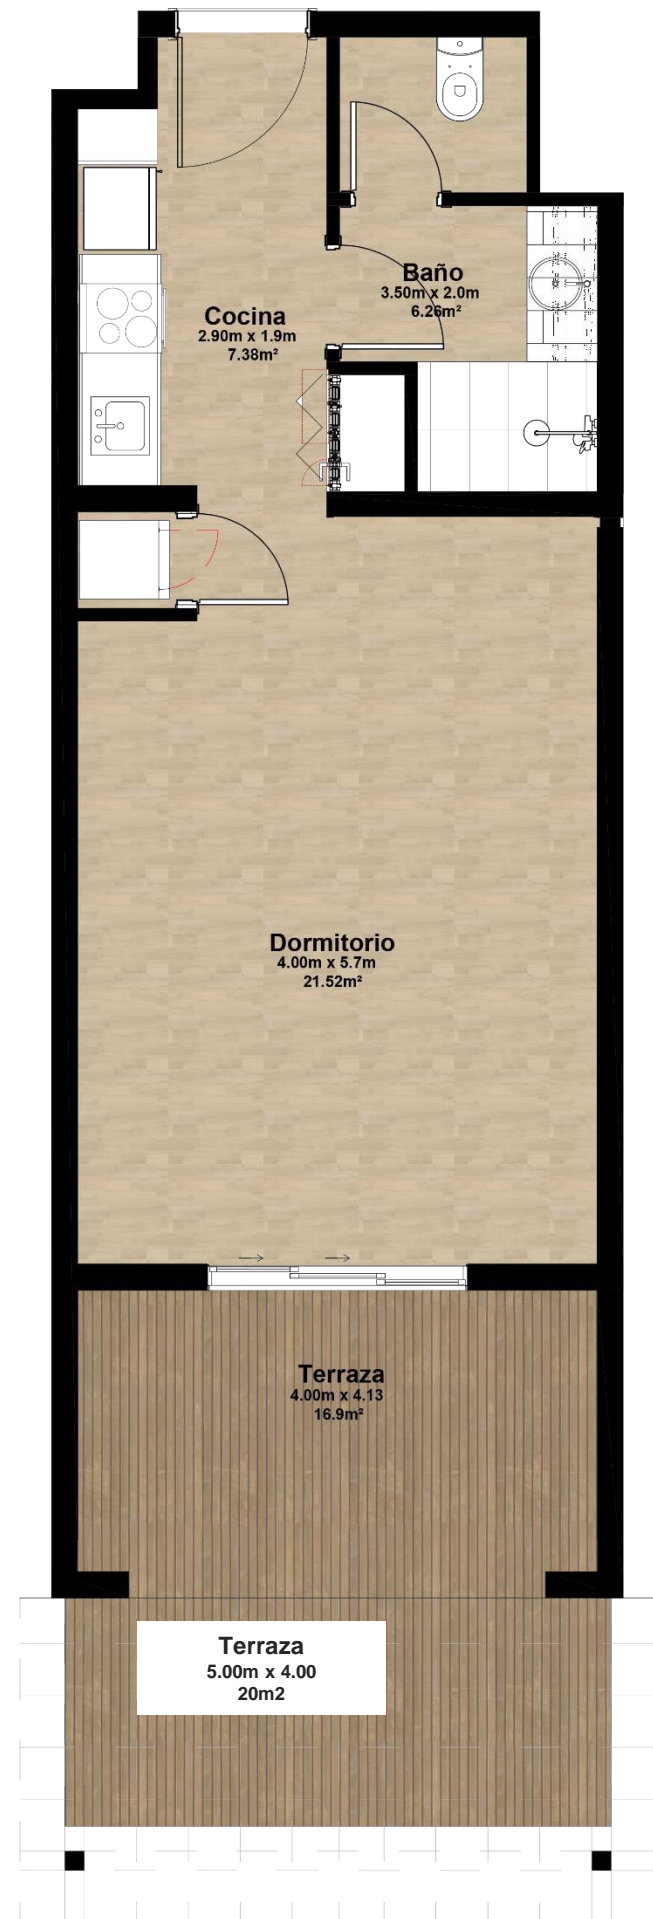 Baño
3.50m x 2.0m
6.26m²
Cocina
2.90m x 1.9m
7.38m²
Dormitorio
4.00m x 5.7m
21.52m²
Terraza
4.00m x 4.13
16.9m²
Terraza
5.00m x 4.00
20m2